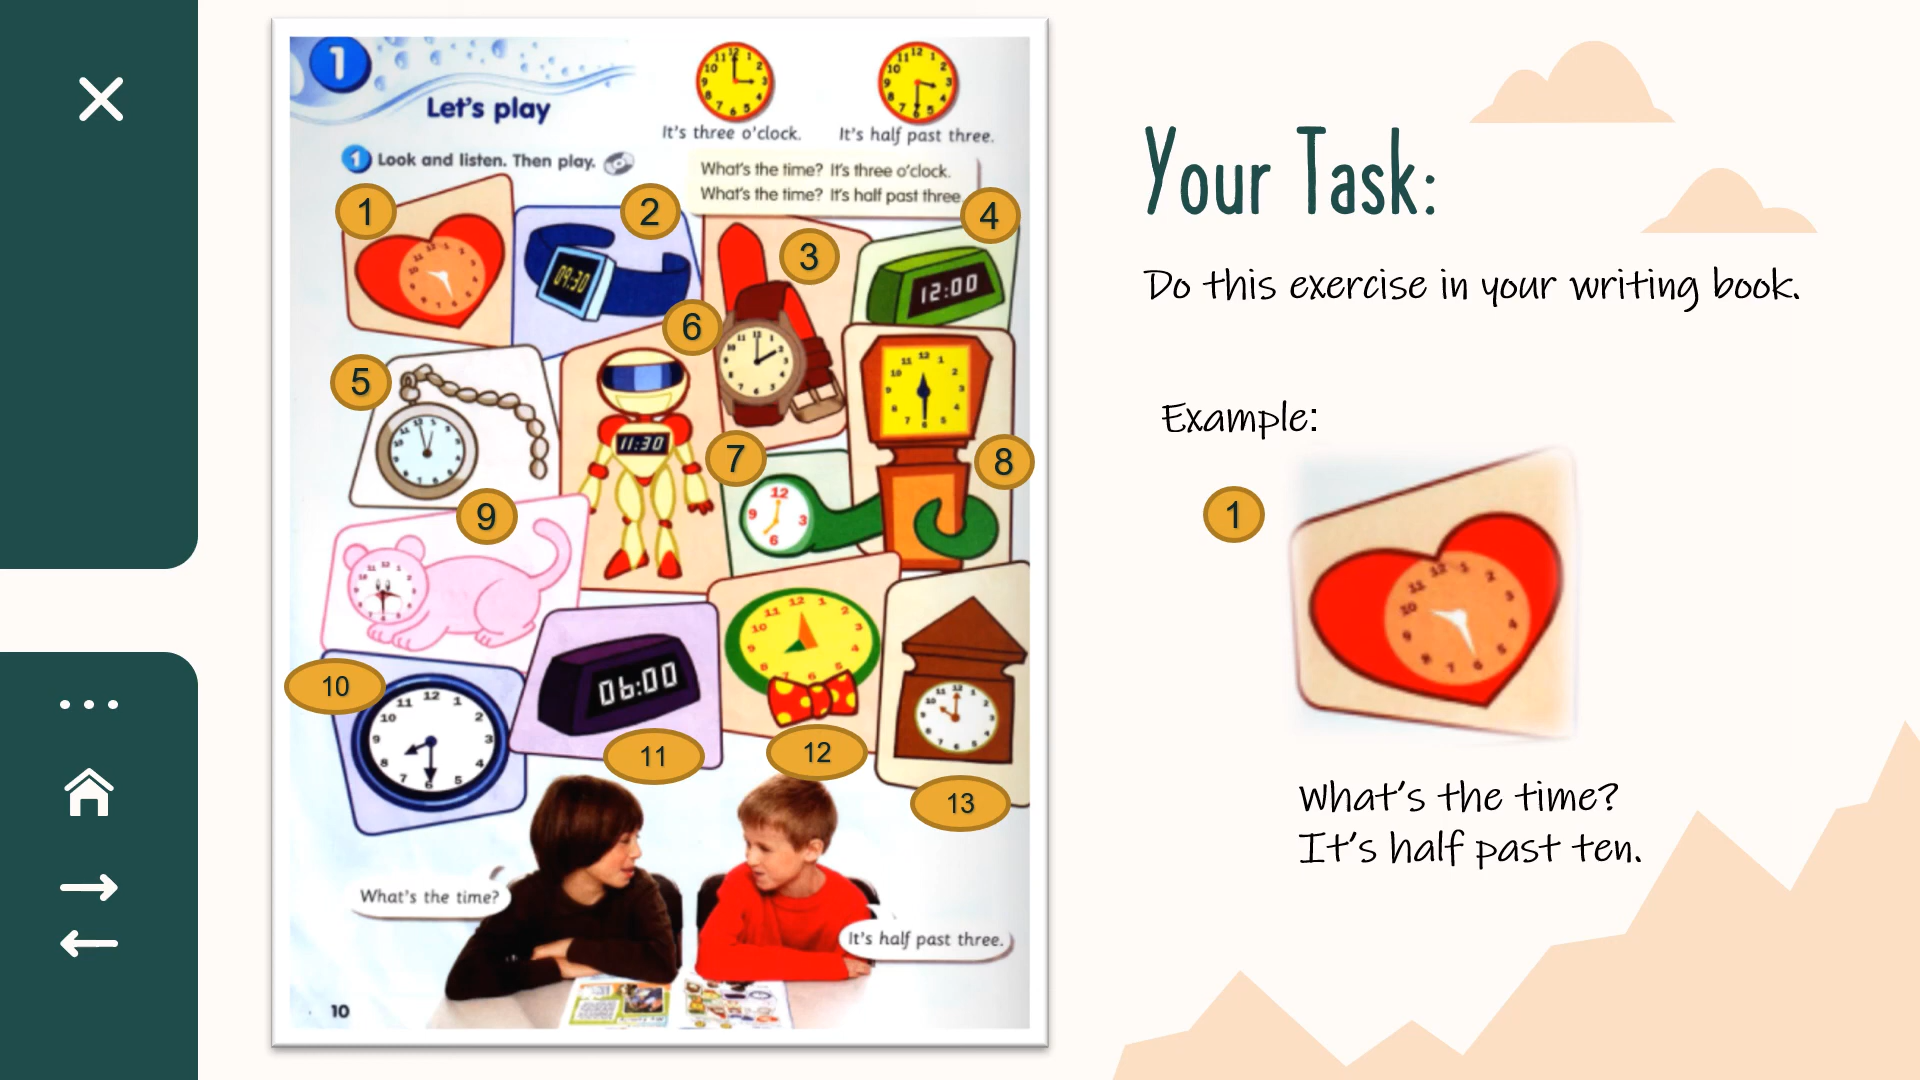 1
Let's play
It's three o'clock.
It's half past three.
1 Look and listen. Then play.
What's the time? It's three o'clock.
What's the time? It's half past three.
1
2
3
4
09:30
12:00
5
6
7
8
11:30
9
10
11
12
13
06:00
What's the time?
It's half past three.
10
Your Task:
Do this exercise in your writing book.
Example:
1
What's the time?
It's half past ten.